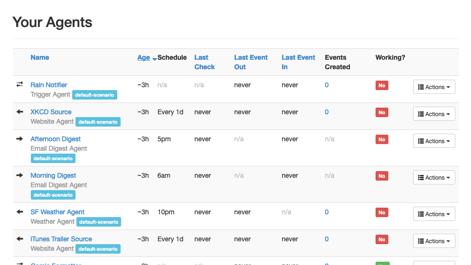 Your Agents
Name Age Schedule Last Check Last Event Out Last Event In Events Created Working?
Rain Notifier ~3h n/a n/a never never 0 No Actions
Trigger Agent default-scenario
XKCD Source ~3h Every 1d never never never 0 No Actions
Website Agent default-scenario
Afternoon Digest ~3h 5pm never n/a never n/a No Actions
Email Digest Agent
default-scenario
Morning Digest ~3h 6am never n/a never n/a No Actions
Email Digest Agent
default-scenario
SF Weather Agent ~3h 10pm never never n/a 0 No Actions
Weather Agent default-scenario
iTunes Trailer Source ~3h Every 1d never never never 0 No Actions
Website Agent default-scenario